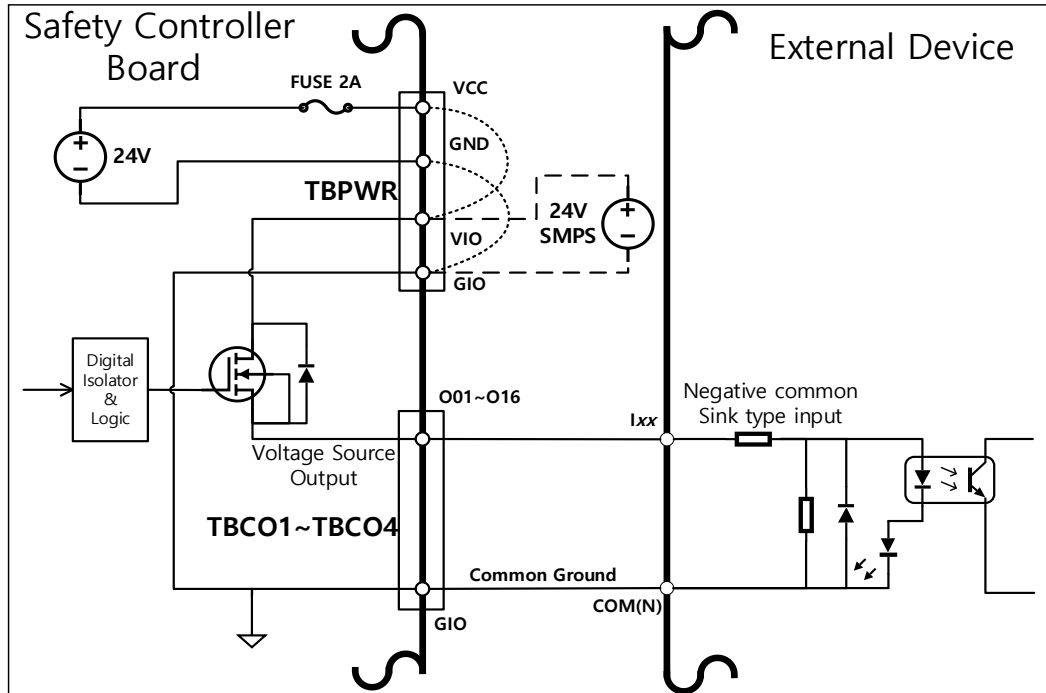 Safety Controller
Board
External Device
FUSE 2A
VCC
+
−
24V
GND
TBPWR
24V
SMPS
+
−
VIO
GIO
Digital
Isolator
&
Logic
O01~O16
Ixx
Negative common
Sink type input
Voltage Source
Output
TBCO1~TBCO4
Common Ground
COM(N)
GIO